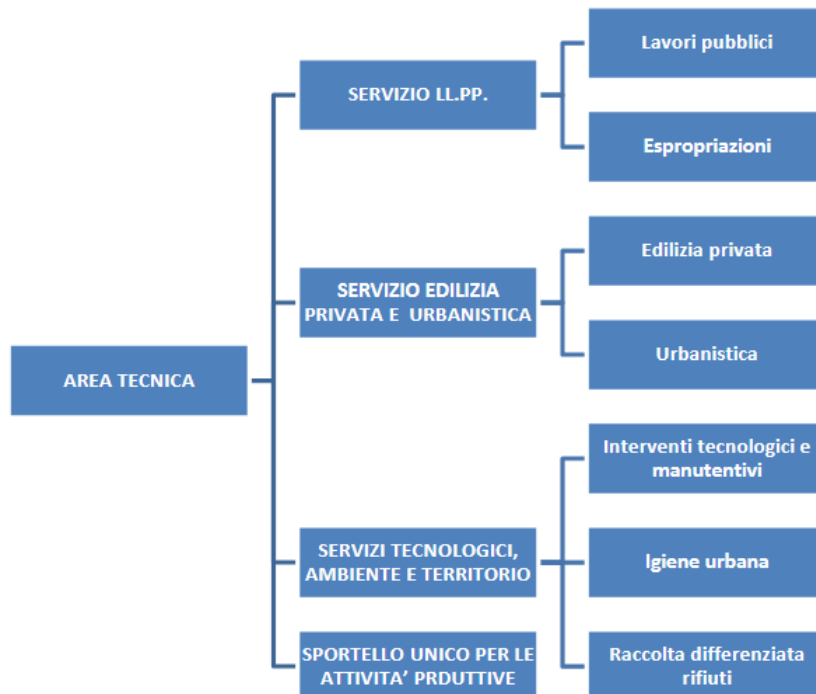 AREA TECNICA
SERVIZIO LL.PP.
Lavori pubblici
Espropriazioni
SERVIZIO EDILIZIA
PRIVATA E URBANISTICA
Edilizia privata
Urbanistica
SERVIZI TECNOLOGICI,
AMBIENTE E TERRITORIO
Interventi tecnologici e
manutentivi
Igiene urbana
Raccolta differenziata
rifiuti
SPORTELLO UNICO PER LE
ATTIVITA’ PRDUTTIVE